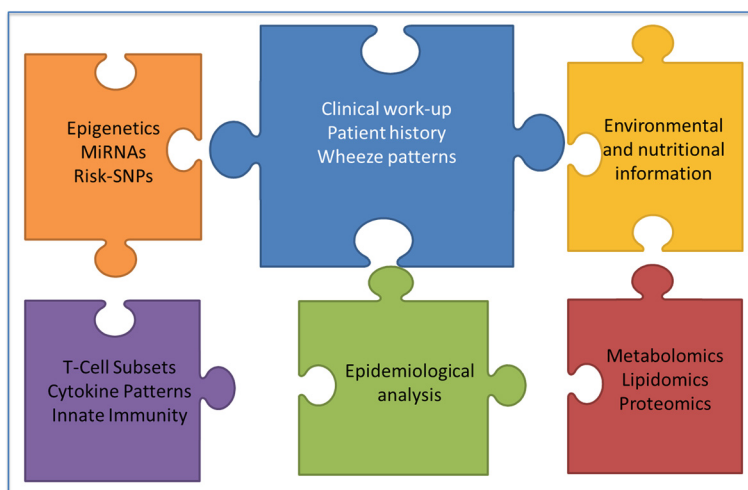 Epigenetics
MiRNAs
Risk-SNPs
Clinical work-up
Patient history
Wheeze patterns
Environmental
and nutritional
information
T-Cell Subsets
Cytokine Patterns
Innate Immunity
Epidemiological
analysis
Metabolomics
Lipidomics
Proteomics